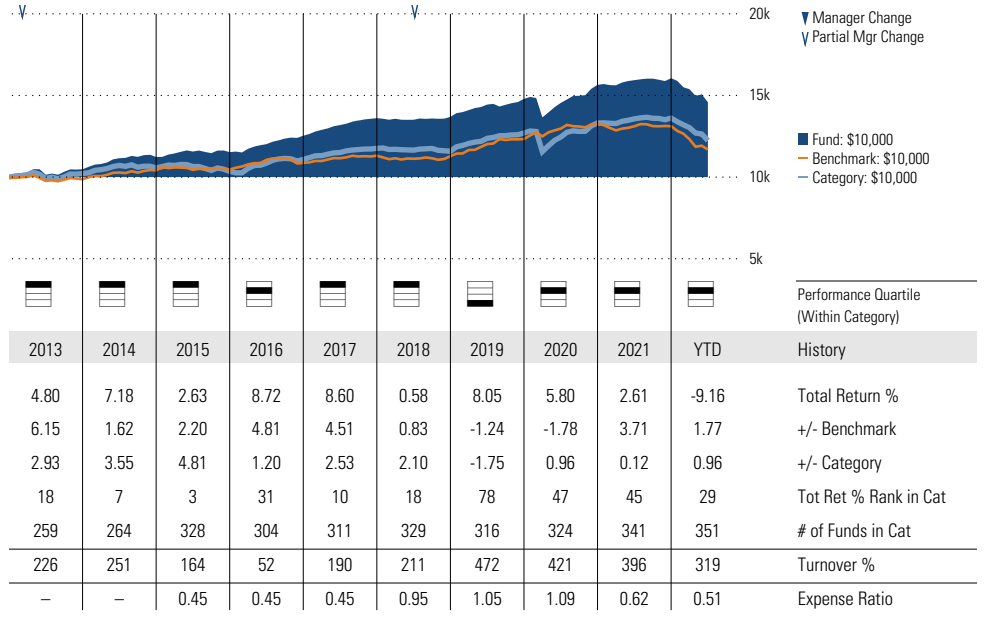 20k
Manager Change
Partial Mgr Change
15k
Fund: $10,000
Benchmark: $10,000
Category: $10,000
10k
5k
Performance Quartile
(Within Category)
2013 2014 2015 2016 2017 2018 2019 2020 2021 YTD History
4.80 7.18 2.63 8.72 8.60 0.58 8.05 5.80 2.61 -9.16 Total Return %
6.15 1.62 2.20 4.81 4.51 0.83 -1.24 -1.78 3.71 1.77 +/- Benchmark
2.93 3.55 4.81 1.20 2.53 2.10 -1.75 0.96 0.12 0.96 +/- Category
18 7 3 31 10 18 78 47 45 29 Tot Ret % Rank in Cat
259 264 328 304 311 329 316 324 341 351 # of Funds in Cat
226 251 164 52 190 211 472 421 396 319 Turnover %
– – 0.45 0.45 0.45 0.95 1.05 1.09 0.62 0.51 Expense Ratio